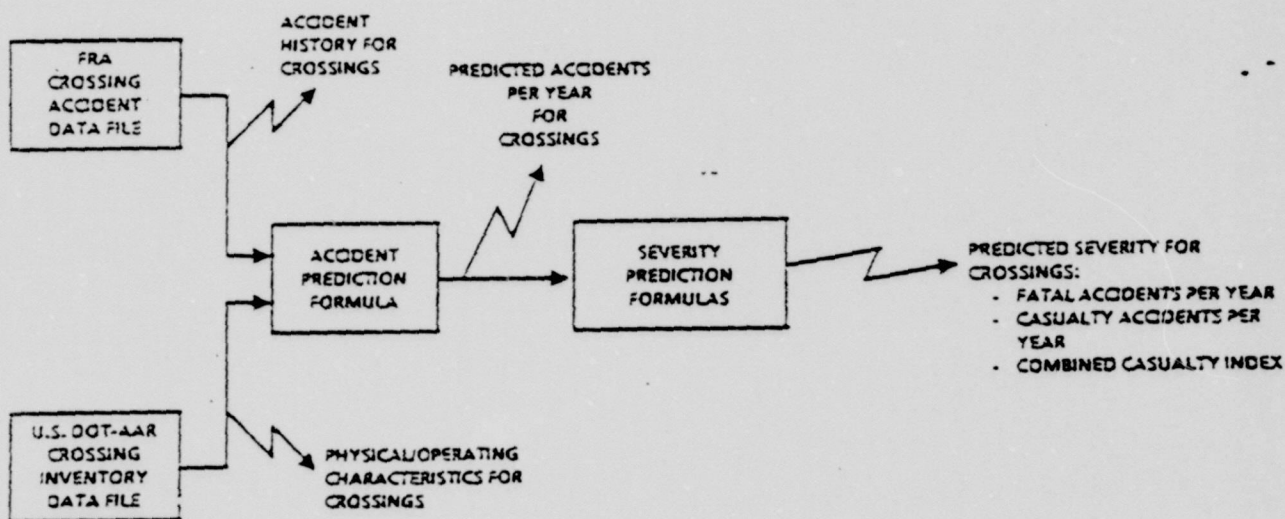 FRA
CROSSING
ACCIDENT
DATA FILE
ACCIDENT
HISTORY FOR
CROSSINGS
PREDICTED ACCIDENTS
PER YEAR
FOR
CROSSINGS
ACCIDENT
PREDICTION
FORMULA
SEVERITY
PREDICTION
FORMULAS
PREDICTED SEVERITY FOR
CROSSINGS:
- FATAL ACCIDENTS PER YEAR
- CASUALTY ACCIDENTS PER
YEAR
- COMBINED CASUALTY INDEX
U.S. DOT-AAR
CROSSING
INVENTORY
DATA FILE
PHYSICAL/OPERATING
CHARACTERISTICS FOR
CROSSINGS